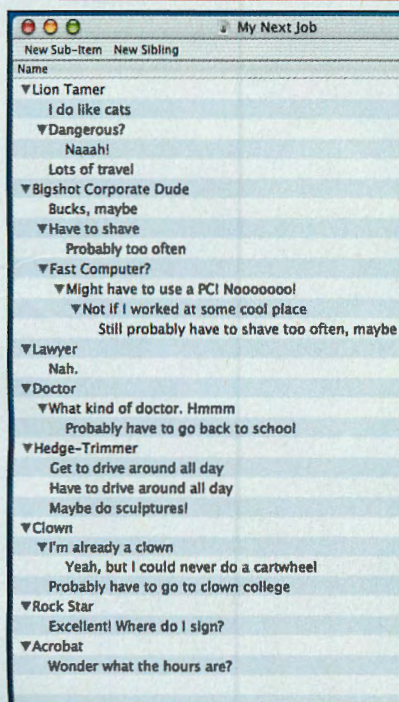 My Next Job
New Sub-Item New Sibling
Name
▼Lion Tamer
I do like cats
▼Dangerous?
Naaah!
Lots of travel
▼Bigshot Corporate Dude
Bucks, maybe
▼Have to shave
Probably too often
▼Fast Computer?
▼Might have to use a PC! Nooooooo!
▼Not if I worked at some cool place
Still probably have to shave too often, maybe
▼Lawyer
Nah.
▼Doctor
▼What kind of doctor. Hmmm
Probably have to go back to school
▼Hedge-Trimmer
Get to drive around all day
Have to drive around all day
Maybe do sculptures!
▼Clown
▼I'm already a clown
Yeah, but I could never do a cartwheel
Probably have to go to clown college
▼Rock Star
Excellent! Where do I sign?
▼Acrobat
Wonder what the hours are?